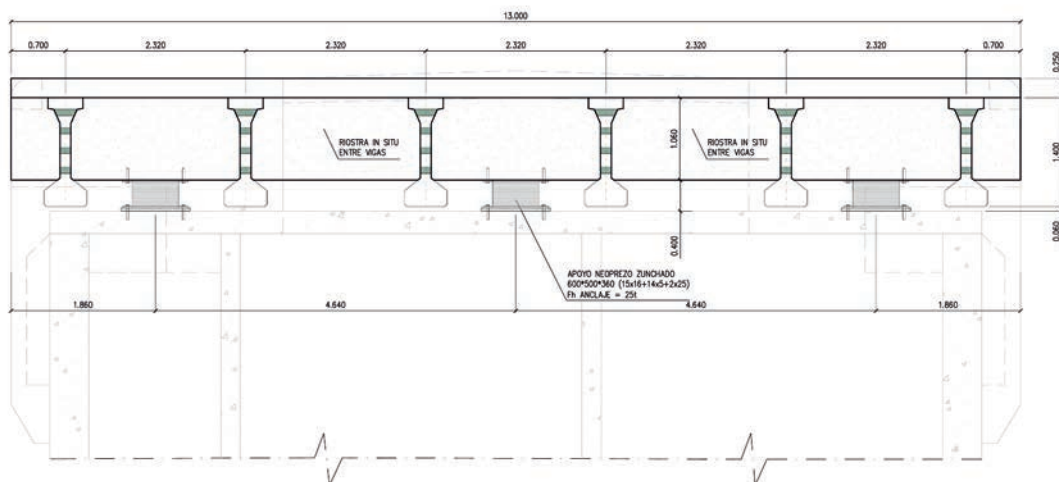 13.000
0.700
2.320
2.320
2.320
2.320
2.320
0.700
0.250
RIOSTRA IN SITU
ENTRE VIGAS
1.060
RIOSTRA IN SITU
ENTRE VIGAS
1.400
0.400
0.060
APOYO NEOPREZO ZUNCHADO
600*500*360 (15x16+14x5+2x25)
Fh ANCLAJE = 25t
1.860
4.640
4.640
1.860